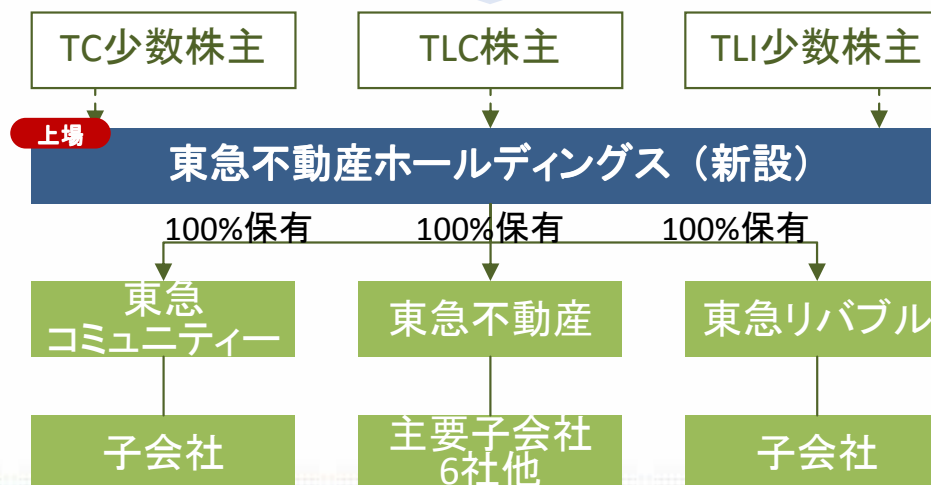 TC少数株主
TLC株主
TLI少数株主
上場
東急不動産ホールディングス（新設）
100%保有
100%保有
100%保有
東急
コミュニティー
東急不動産
東急リバブル
子会社
主要子会社
6社他
子会社